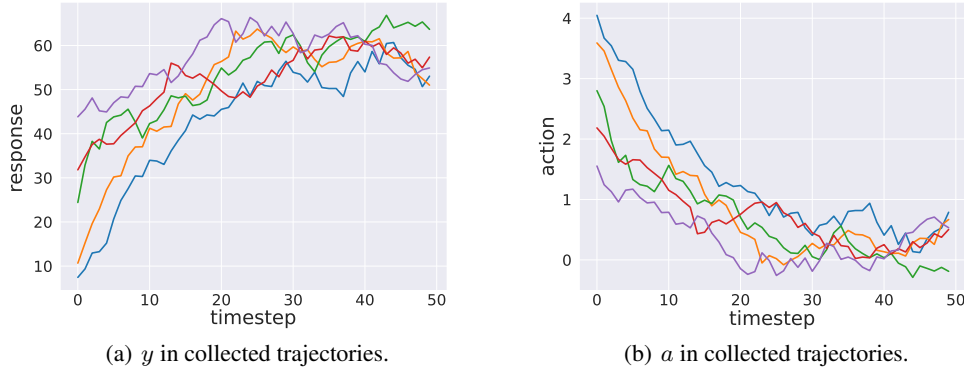 60
50
40
30
20
10
response
0 10 20 30 40 50
timestep
(a) y in collected trajectories.
4
3
2
1
0
action
0 10 20 30 40 50
timestep
(b) a in collected trajectories.